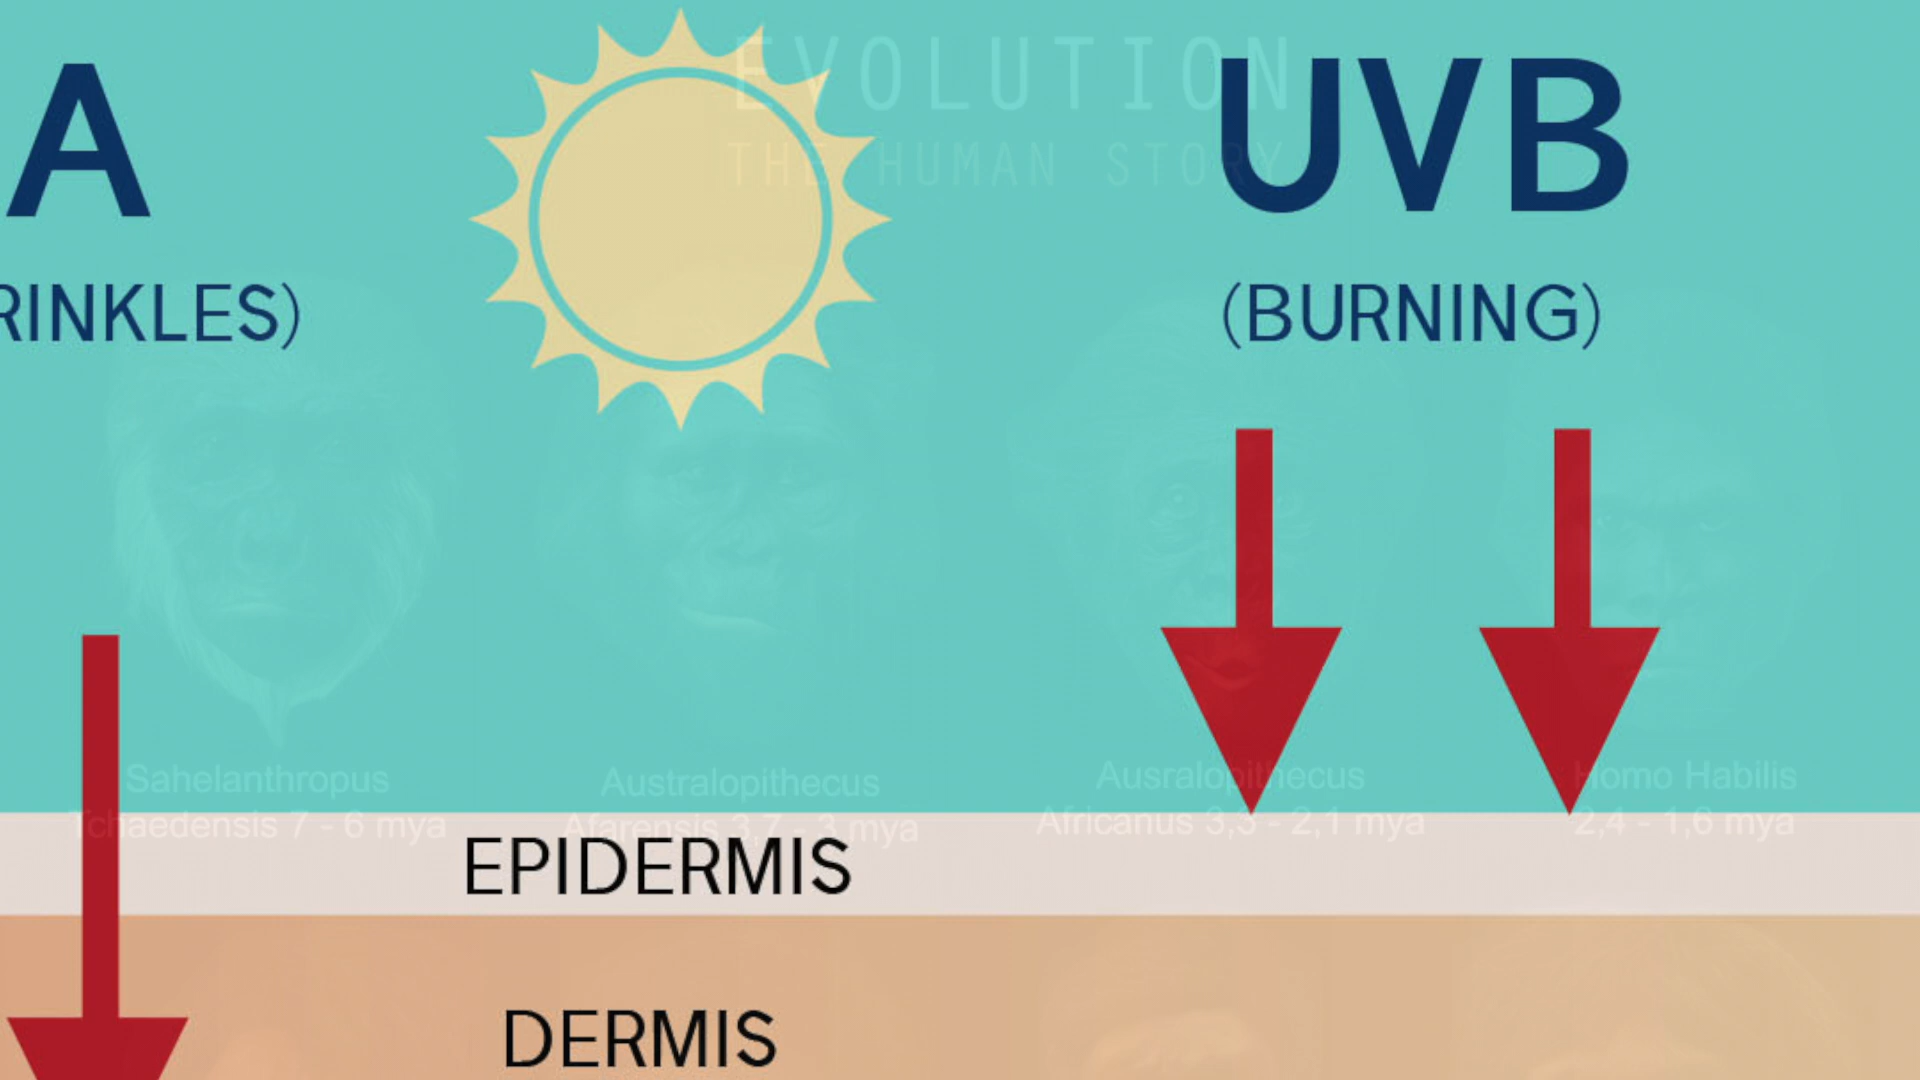 EVOLUTION
THE HUMAN STORY
A
UVB
RINKLES)
(BURNING)
Sahelanthropus
Tchaedensis 7 - 6 mya
Australopithecus
Afarensis 3,7 - 3 mya
Ausralopithecus
Africanus 3,3 - 2,1 mya
Homo Habilis
2,4 - 1,6 mya
EPIDERMIS
DERMIS